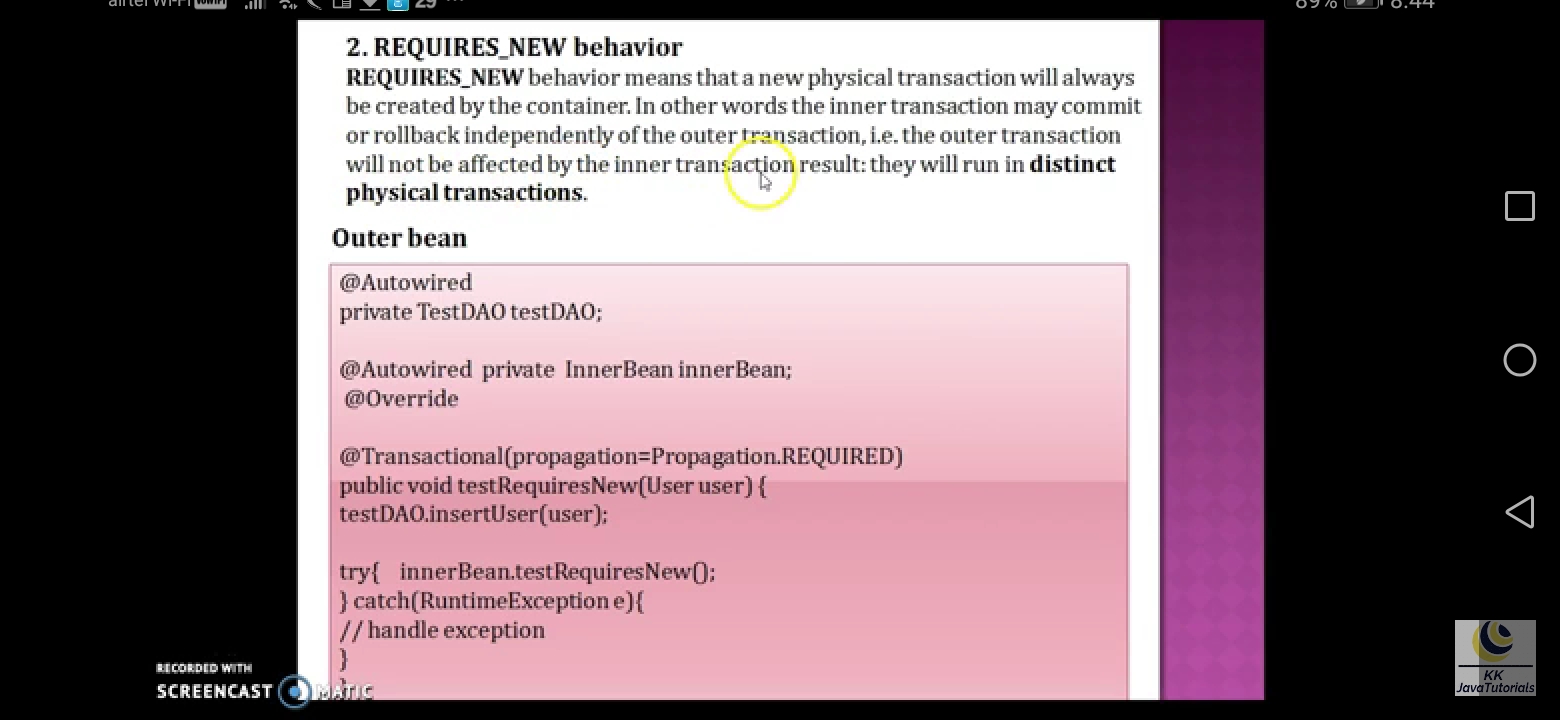 airtel Wi-Fi VoWiFi 29 89% 8:44
2. REQUIRES_NEW behavior
REQUIRES_NEW behavior means that a new physical transaction will always
be created by the container. In other words the inner transaction may commit
or rollback independently of the outer transaction, i.e. the outer transaction
will not be affected by the inner transaction result: they will run in distinct
physical transactions.
Outer bean
@Autowired
private TestDAO testDAO;
@Autowired private InnerBean innerBean;
@Override
@Transactional(propagation=Propagation.REQUIRED)
public void testRequiresNew(User user) {
testDAO.insertUser(user);
try{ innerBean.testRequiresNew();
} catch(RuntimeException e){
// handle exception
}
}
RECORDED WITH
SCREENCAST MATIC
KK
JavaTutorials